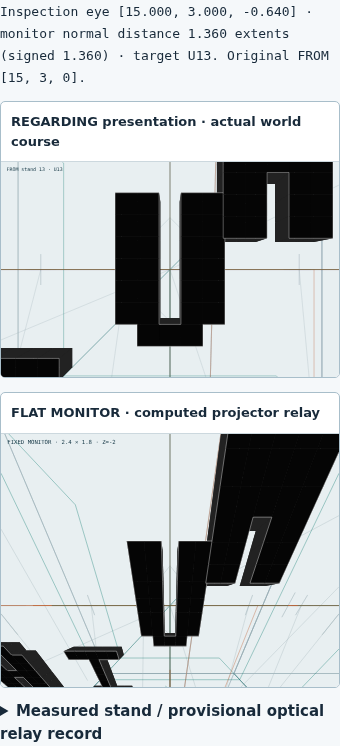 Inspection eye [15.000, 3.000, -0.640] ·
monitor normal distance 1.360 extents
(signed 1.360) · target U13. Original FROM
[15, 3, 0].
REGARDING presentation · actual world
course
FROM stand 13 · U13
FLAT MONITOR · computed projector relay
FIXED MONITOR · 2.4 × 1.8 · Z=-2
▶ Measured stand / provisional optical
relay record